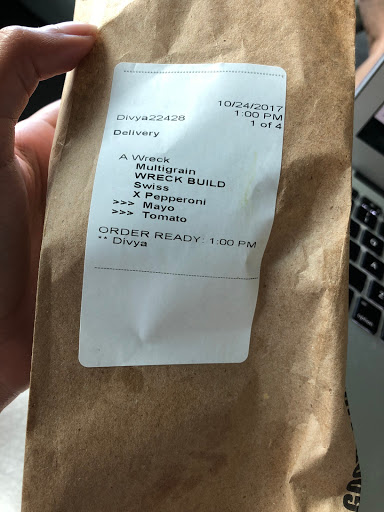 10/24/2017
Divya22428 1:00 PM
1 of 4
Delivery
A Wreck
Multigrain
WRECK BUILD
Swiss
X Pepperoni
>>> Mayo
>>> Tomato
ORDER READY: 1:00 PM
** Divya